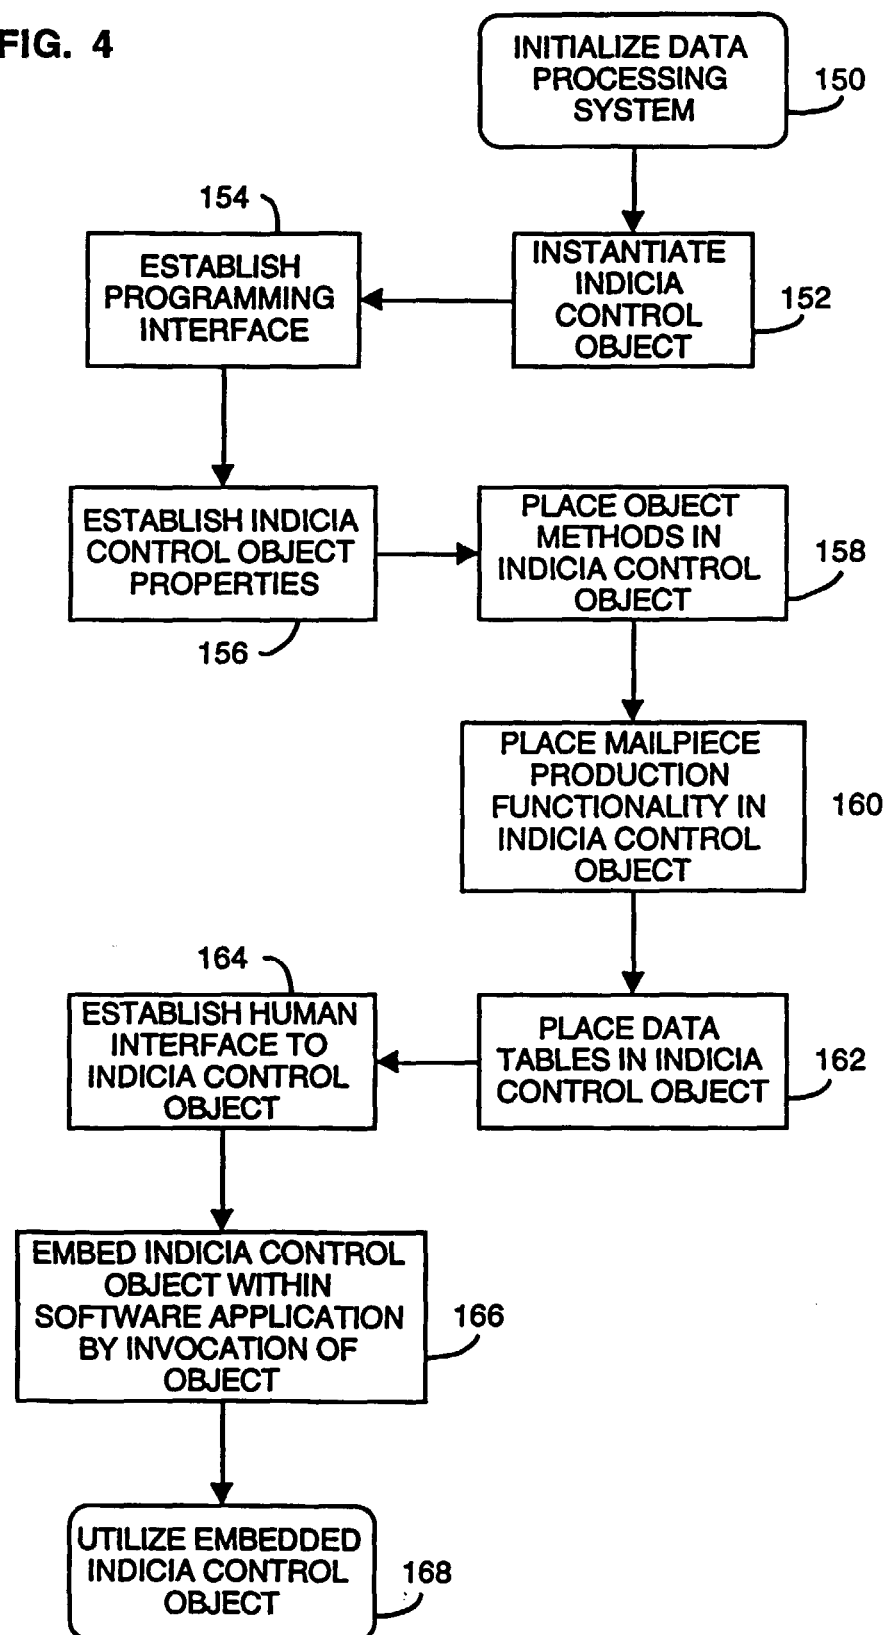 FIG. 4
INITIALIZE DATA
PROCESSING
SYSTEM
150
INSTANTIATE
INDICIA
CONTROL
OBJECT
152
154
ESTABLISH
PROGRAMMING
INTERFACE
ESTABLISH INDICIA
CONTROL OBJECT
PROPERTIES
156
PLACE OBJECT
METHODS IN
INDICIA CONTROL
OBJECT
158
PLACE MAILPIECE
PRODUCTION
FUNCTIONALITY IN
INDICIA CONTROL
OBJECT
160
PLACE DATA
TABLES IN INDICIA
CONTROL OBJECT
162
164
ESTABLISH HUMAN
INTERFACE TO
INDICIA CONTROL
OBJECT
EMBED INDICIA CONTROL
OBJECT WITHIN
SOFTWARE APPLICATION
BY INVOCATION OF
OBJECT
166
UTILIZE EMBEDDED
INDICIA CONTROL
OBJECT
168